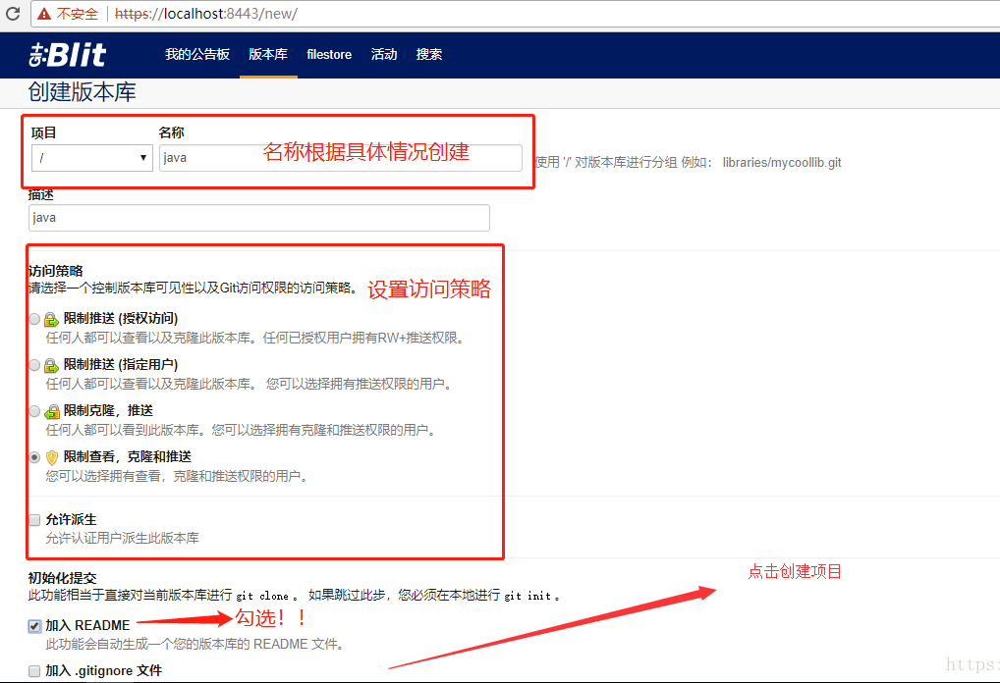 不安全 https://localhost:8443/new/
Blit 我的公告板 版本库 filestore 活动 搜索
创建版本库
项目 名称
/ java 名称根据具体情况创建 使用 '/' 对版本库进行分组 例如： libraries/mycoollib.git
描述
java
访问策略
请选择一个控制版本库可见性以及Git访问权限的访问策略。 设置访问策略
限制推送 (授权访问)
任何人都可以查看以及克隆此版本库。任何已授权用户拥有RW+推送权限。
限制推送 (指定用户)
任何人都可以查看以及克隆此版本库。 您可以选择拥有推送权限的用户。
限制克隆，推送
任何人都可以看到此版本库。您可以选择拥有克隆和推送权限的用户。
限制查看，克隆和推送
您可以选择拥有查看，克隆和推送权限的用户。
允许派生
允许认证用户派生此版本库
初始化提交 点击创建项目
此功能相当于直接对当前版本库进行 git clone 。 如果跳过此步，您必须在本地进行 git init 。
加入 README 勾选！！
此功能会自动生成一个您的版本库的 README 文件。
加入 .gitignore 文件
https: